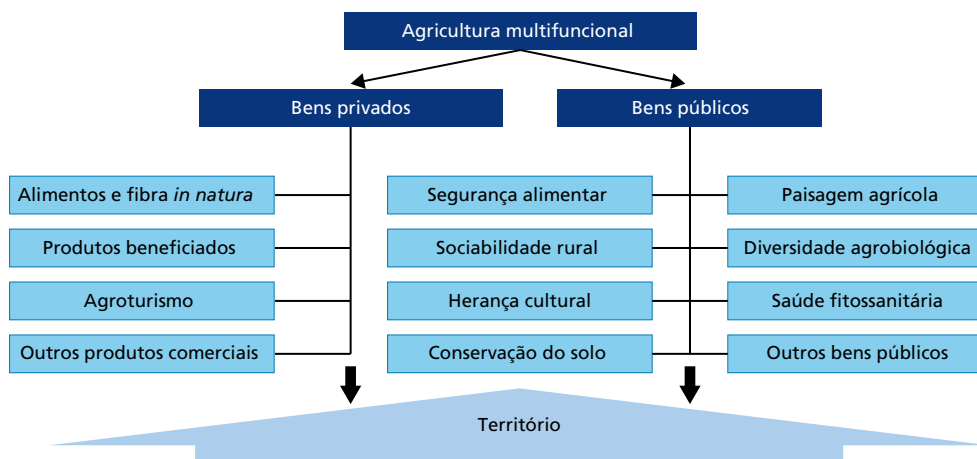 Agricultura multifuncional
Bens privados
Bens públicos
Alimentos e fibra in natura
Segurança alimentar
Paisagem agrícola
Produtos beneficiados
Sociabilidade rural
Diversidade agrobiológica
Agroturismo
Herança cultural
Saúde fitossanitária
Outros produtos comerciais
Conservação do solo
Outros bens públicos
Território